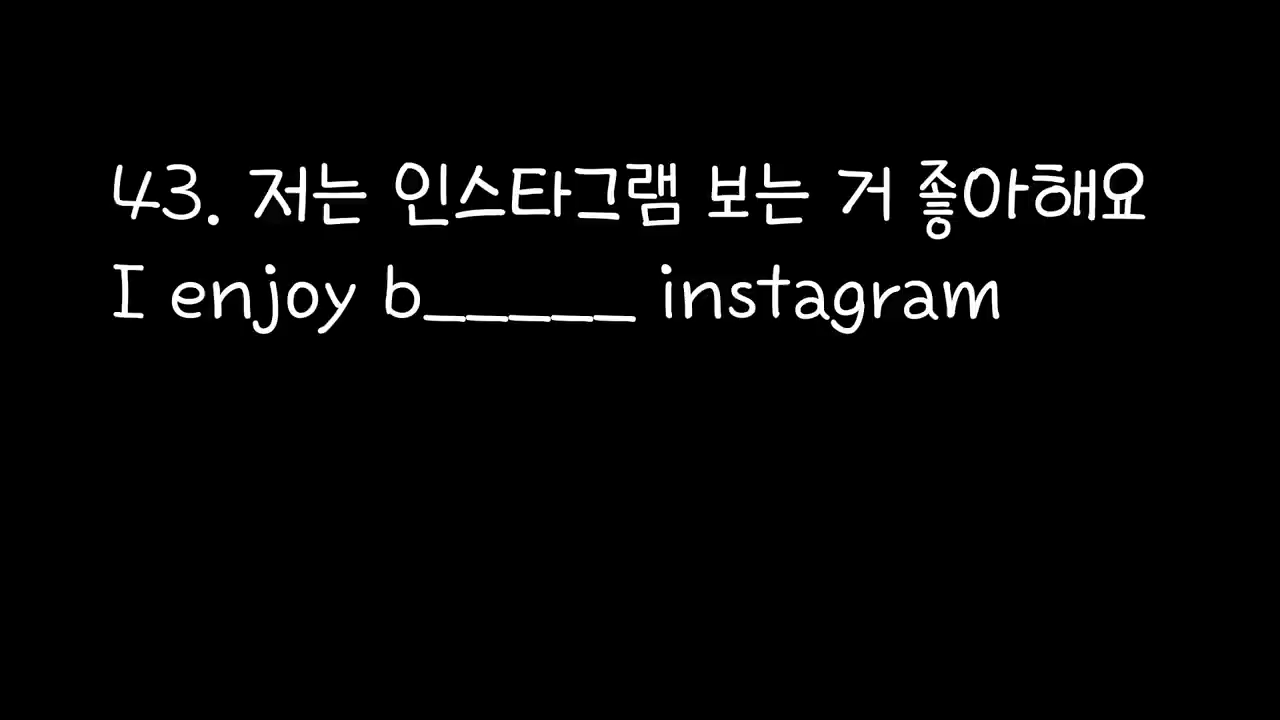 43. 저는 인스타그램 보는 거 좋아해요
I enjoy b_____ instagram